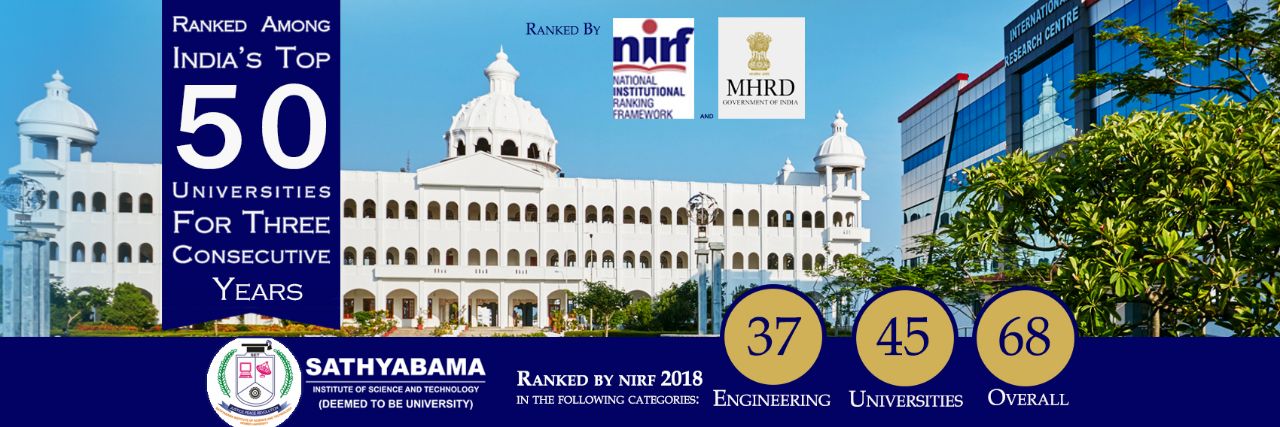 RANKED AMONG
INDIA'S TOP
50
UNIVERSITIES
FOR THREE
CONSECUTIVE
YEARS
RANKED BY
nirf
NATIONAL
INSTITUTIONAL
RANKING
FRAMEWORK
AND
MHRD
GOVERNMENT OF INDIA
INTERNATIONAL
RESEARCH CENTRE
SATHYABAMA
INSTITUTE OF SCIENCE AND TECHNOLOGY
(DEEMED TO BE UNIVERSITY)
RANKED BY NIRF 2018
IN THE FOLLOWING CATEGORIES:
37
ENGINEERING
45
UNIVERSITIES
68
OVERALL